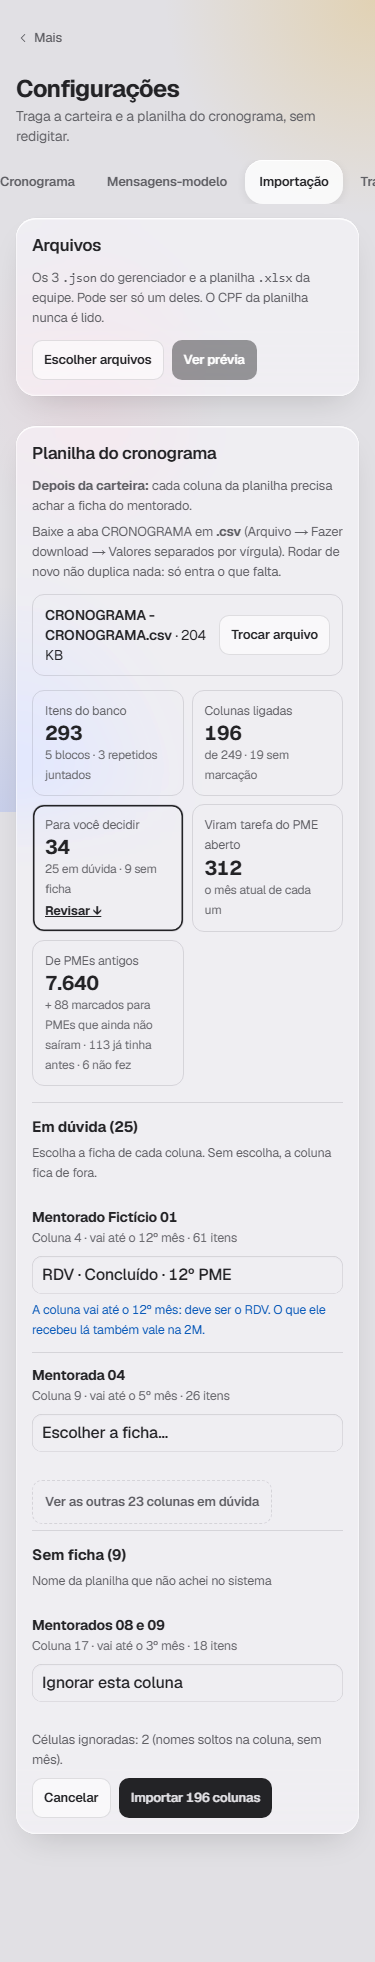 Mais
Configurações
Traga a carteira e a planilha do cronograma, sem
redigitar.
Cronograma
Mensagens-modelo
Importação
Tra
Arquivos
Os 3 .json do gerenciador e a planilha .xlsx da
equipe. Pode ser só um deles. O CPF da planilha
nunca é lido.
Escolher arquivos
Ver prévia
Planilha do cronograma
Depois da carteira: cada coluna da planilha precisa
achar a ficha do mentorado.
Baixe a aba CRONOGRAMA em .csv (Arquivo → Fazer
download → Valores separados por vírgula). Rodar de
novo não duplica nada: só entra o que falta.
CRONOGRAMA -
CRONOGRAMA.csv · 204
KB
Trocar arquivo
Itens do banco
293
5 blocos · 3 repetidos
juntados
Colunas ligadas
196
de 249 · 19 sem
marcação
Para você decidir
34
25 em dúvida · 9 sem
ficha
Revisar ↓
Viram tarefa do PME
aberto
312
o mês atual de cada
um
De PMEs antigos
7.640
+ 88 marcados para
PMEs que ainda não
saíram · 113 já tinha
antes · 6 não fez
Em dúvida (25)
Escolha a ficha de cada coluna. Sem escolha, a coluna
fica de fora.
Mentorado Fictício 01
Coluna 4 · vai até o 12º mês · 61 itens
RDV · Concluído · 12º PME
A coluna vai até o 12º mês: deve ser o RDV. O que ele
recebeu lá também vale na 2M.
Mentorada 04
Coluna 9 · vai até o 5º mês · 26 itens
Escolher a ficha...
Ver as outras 23 colunas em dúvida
Sem ficha (9)
Nome da planilha que não achei no sistema
Mentorados 08 e 09
Coluna 17 · vai até o 3º mês · 18 itens
Ignorar esta coluna
Células ignoradas: 2 (nomes soltos na coluna, sem
mês).
Cancelar
Importar 196 colunas